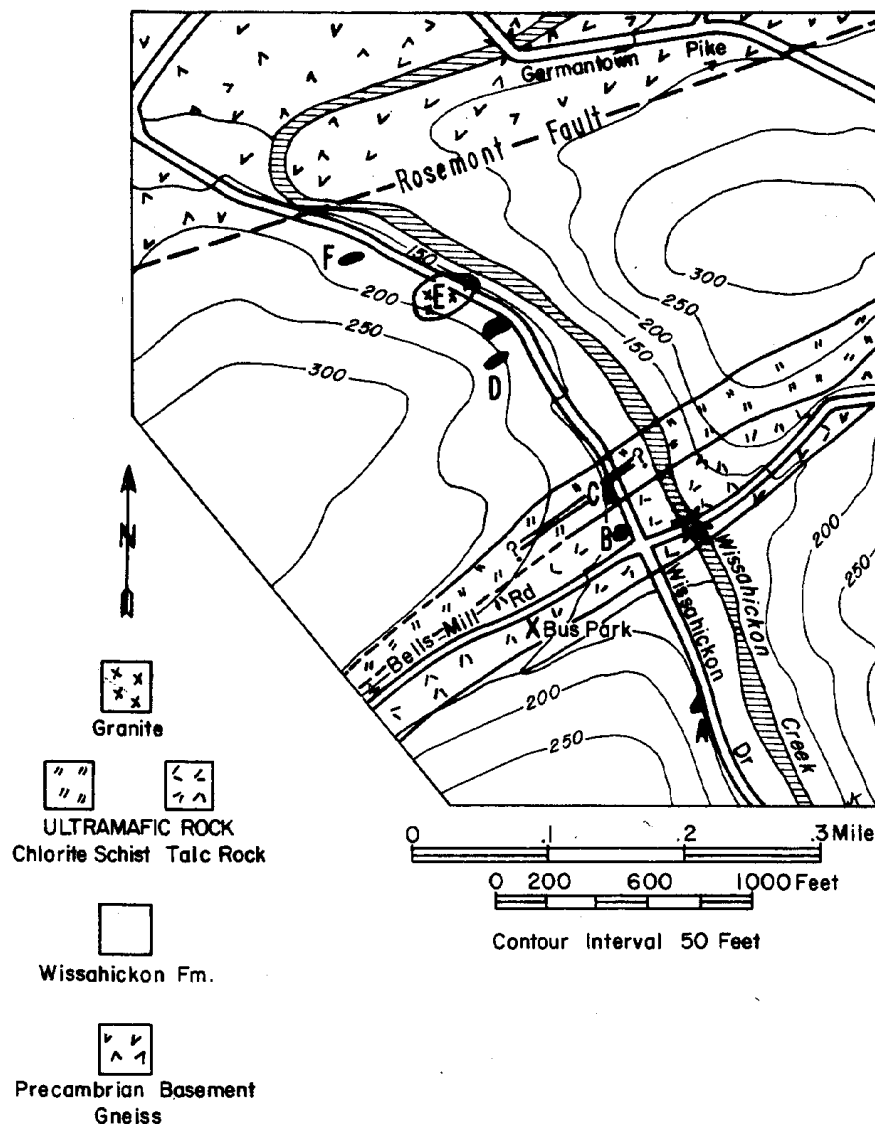 Germantown Pike
Rosemont Fault
F
150
E
200
250
300
D
300
250
200
150
C
?
?
B
Wissahickon
Creek
Wissahickon
Dr
Bells Mill Rd
X Bus Park
200
250
200
250
A
N
Granite
ULTRAMAFIC ROCK
Chlorite Schist Talc Rock
Wissahickon Fm.
Precambrian Basement
Gneiss
0 .1 .2 .3 Mile
0 200 600 1000 Feet
Contour Interval 50 Feet